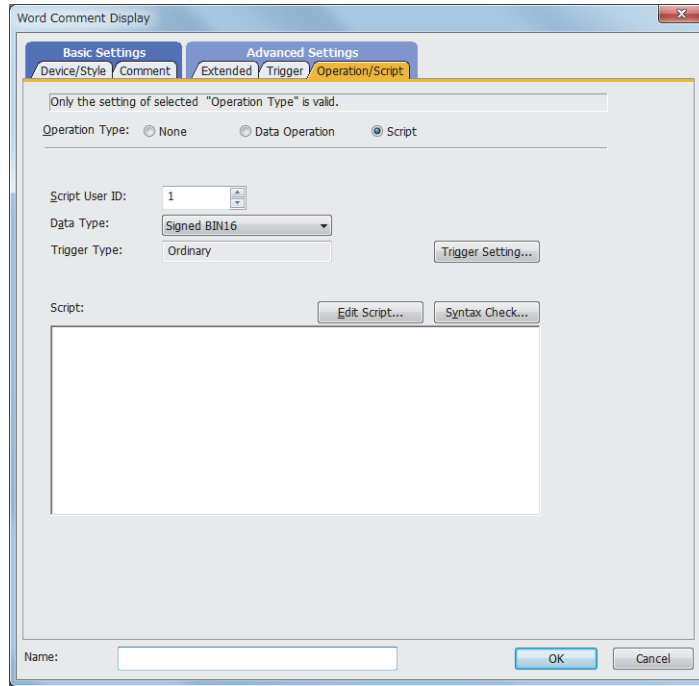 Word Comment Display
x
Basic Settings
Advanced Settings
Device/Style Comment Extended Trigger Operation/Script
Only the setting of selected "Operation Type" is valid.
Operation Type: None Data Operation Script
Script User ID: 1
Data Type: Signed BIN16
Trigger Type: Ordinary Trigger Setting...
Script: Edit Script... Syntax Check...
Name: OK Cancel